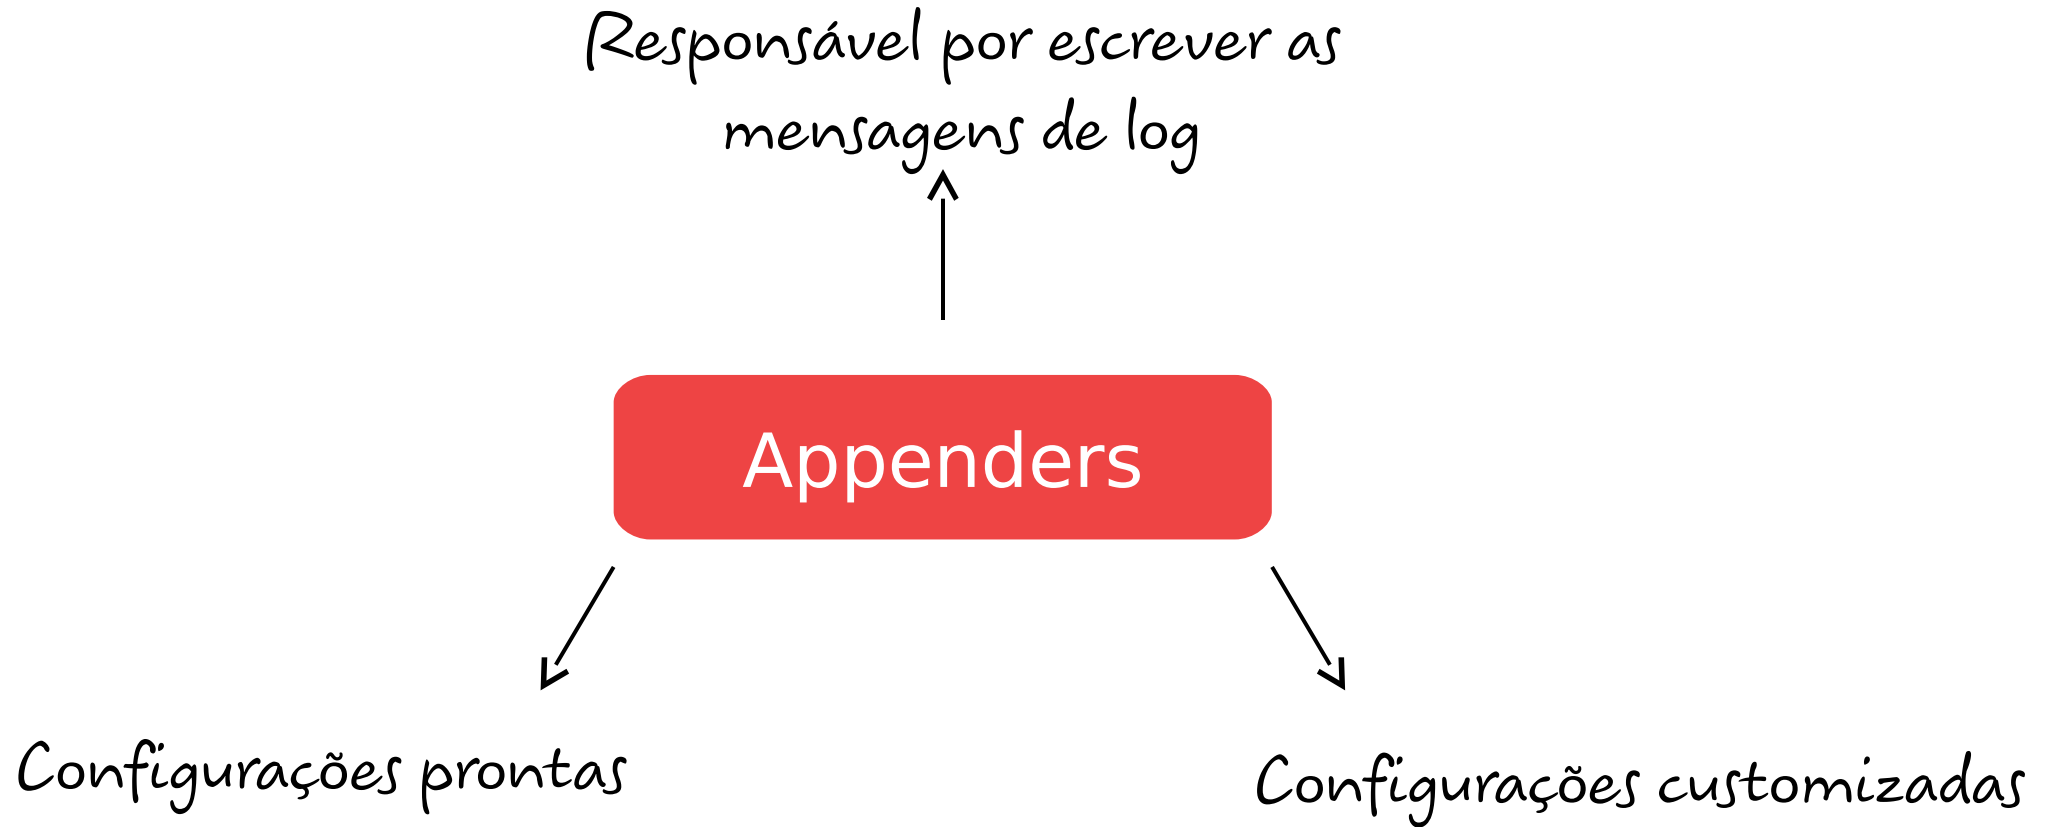 Responsável por escrever as
mensagens de log
Appenders
Configurações prontas
Configurações customizadas